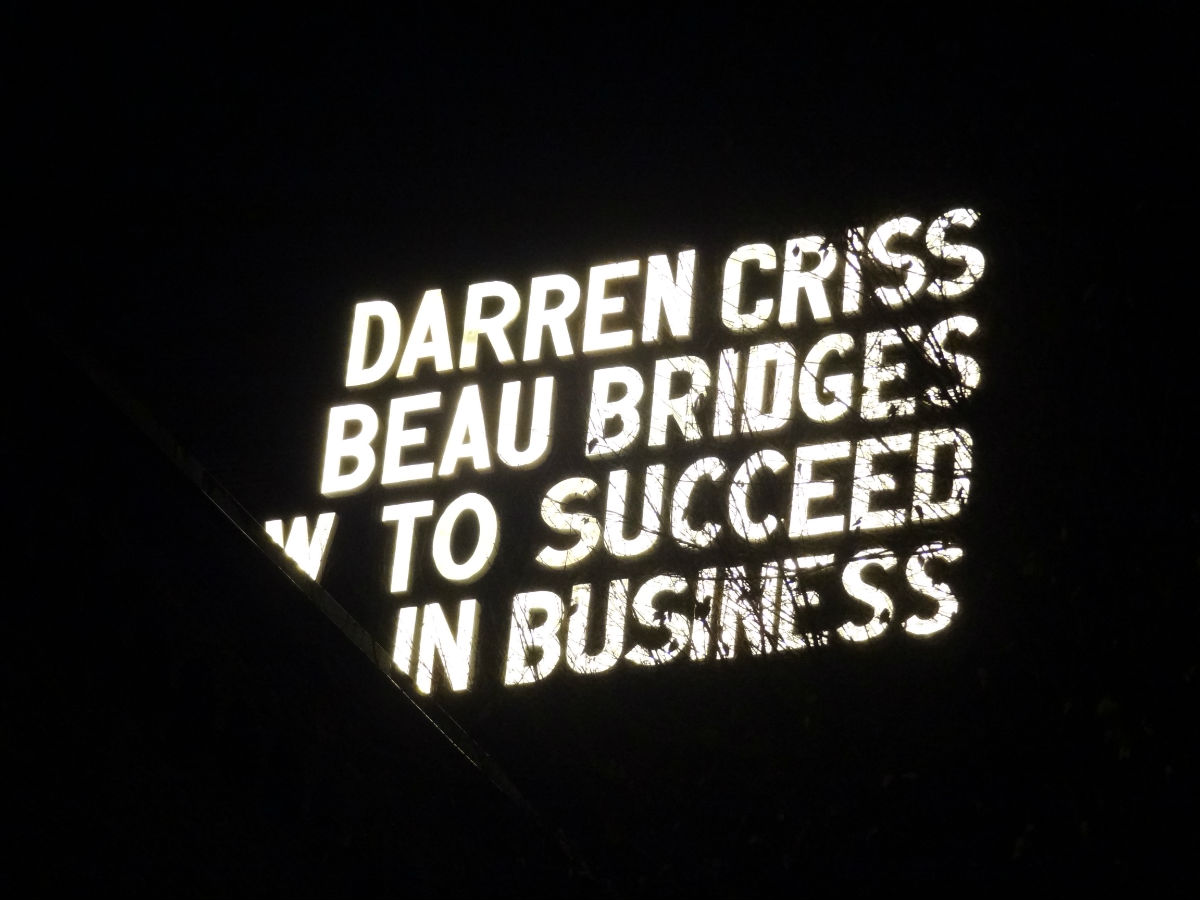 DARREN CRISS
BEAU BRIDGES
W TO SUCCEED
IN BUSINESS